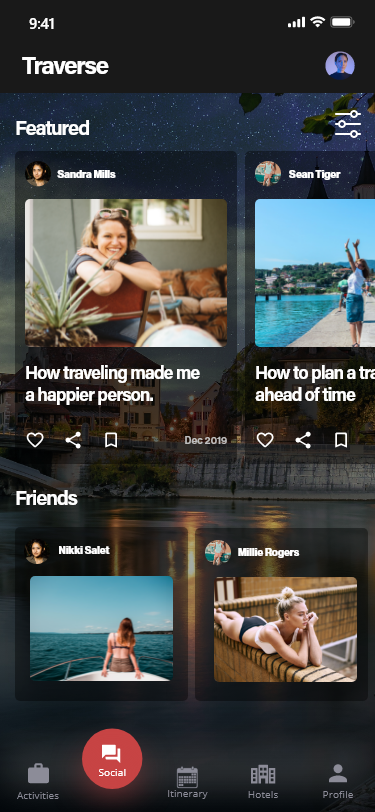 9:41
Traverse
Featured
Sandra Mills
Sean Tiger
How traveling made me
a happier person.
How to plan a tra
ahead of time
Dec 2019
Friends
Nikki Salet
Millie Rogers
Activities
Social
Itinerary
Hotels
Profile